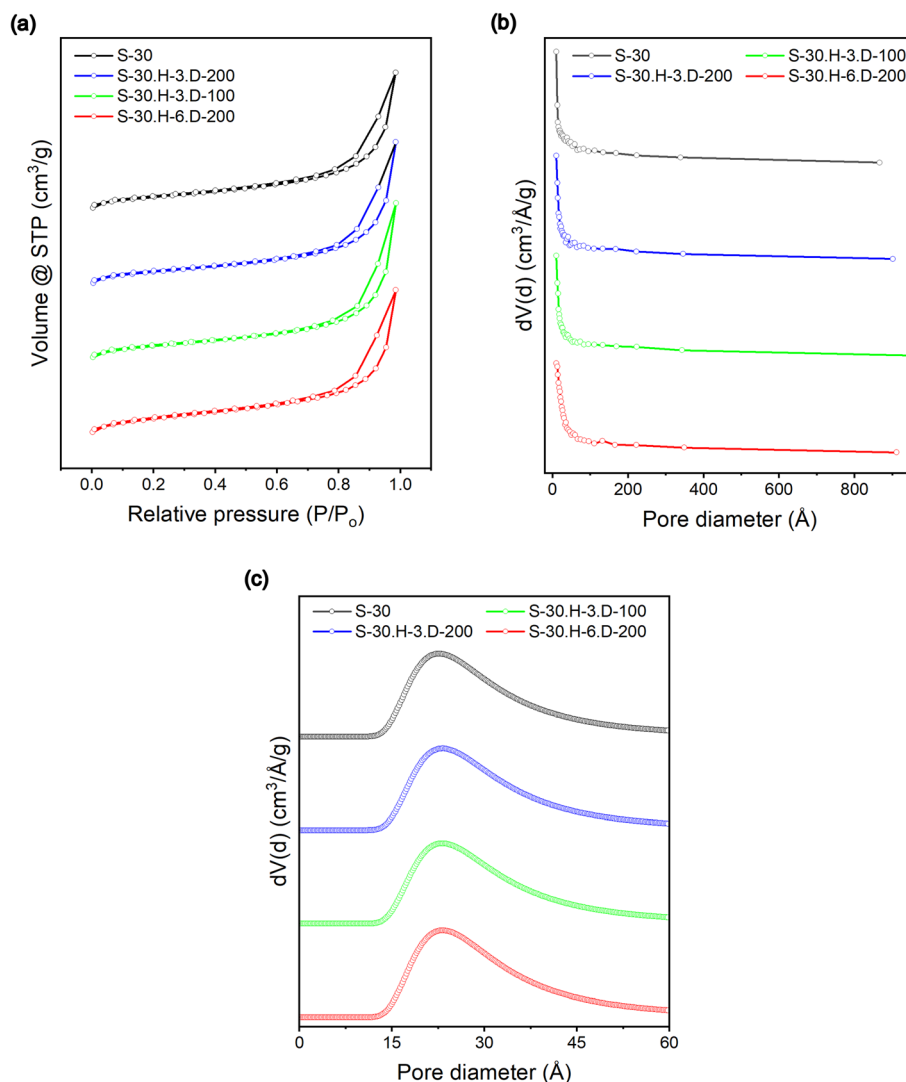 (a)
S-30
S-30.H-3.D-200
S-30.H-3.D-100
S-30.H-6.D-200
Volume @ STP (cm³/g)
0.0 0.2 0.4 0.6 0.8 1.0
Relative pressure (P/Pₒ)
(b)
S-30 S-30.H-3.D-100
S-30.H-3.D-200 S-30.H-6.D-200
dV(d) (cm³/Å/g)
0 200 400 600 800
Pore diameter (Å)
(c)
S-30 S-30.H-3.D-100
S-30.H-3.D-200 S-30.H-6.D-200
dV(d) (cm³/Å/g)
0 15 30 45 60
Pore diameter (Å)